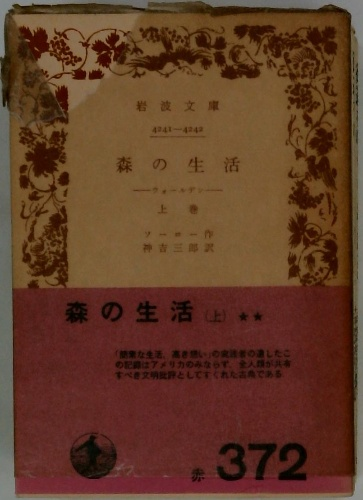 岩波文庫
4241—4242
森の生活
——ウォールデン——
上巻
ソーロー作
神吉三郎訳
森の生活(上)★★
「簡素な生活、高き想い」の実践者の遺したこ
の記録はアメリカのみならず、全人類が共有
すべき文明批評としてすぐれた古典である
赤 372